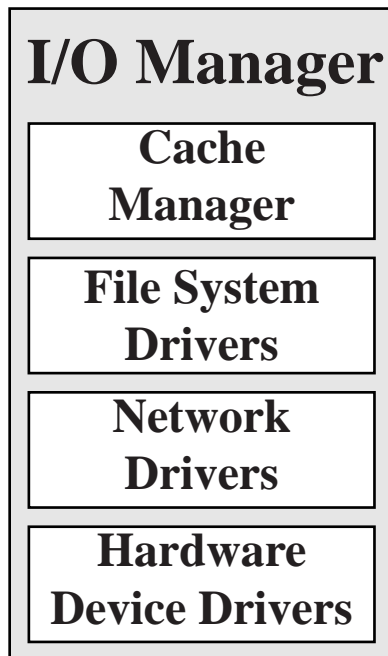 I/O Manager
Cache
Manager
File System
Drivers
Network
Drivers
Hardware
Device Drivers